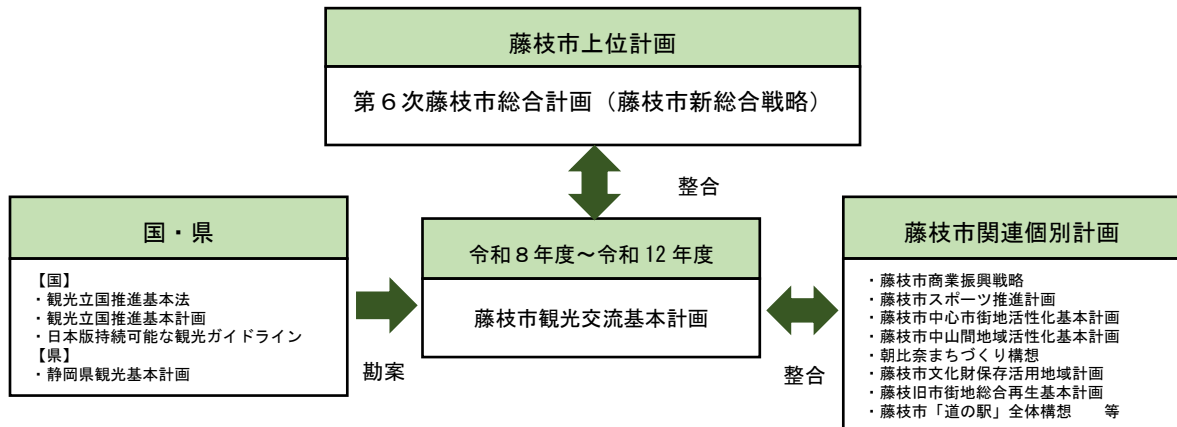 藤枝市上位計画
第６次藤枝市総合計画（藤枝市新総合戦略）
整合
国・県
【国】
・観光立国推進基本法
・観光立国推進基本計画
・日本版持続可能な観光ガイドライン
【県】
・静岡県観光基本計画
勘案
令和８年度～令和12年度
藤枝市観光交流基本計画
整合
藤枝市関連個別計画
・藤枝市商業振興戦略
・藤枝市スポーツ推進計画
・藤枝市中心市街地活性化基本計画
・藤枝市中山間地域活性化基本計画
・朝比奈まちづくり構想
・藤枝市文化財保存活用地域計画
・藤枝旧市街地総合再生基本計画
・藤枝市「道の駅」全体構想　　等